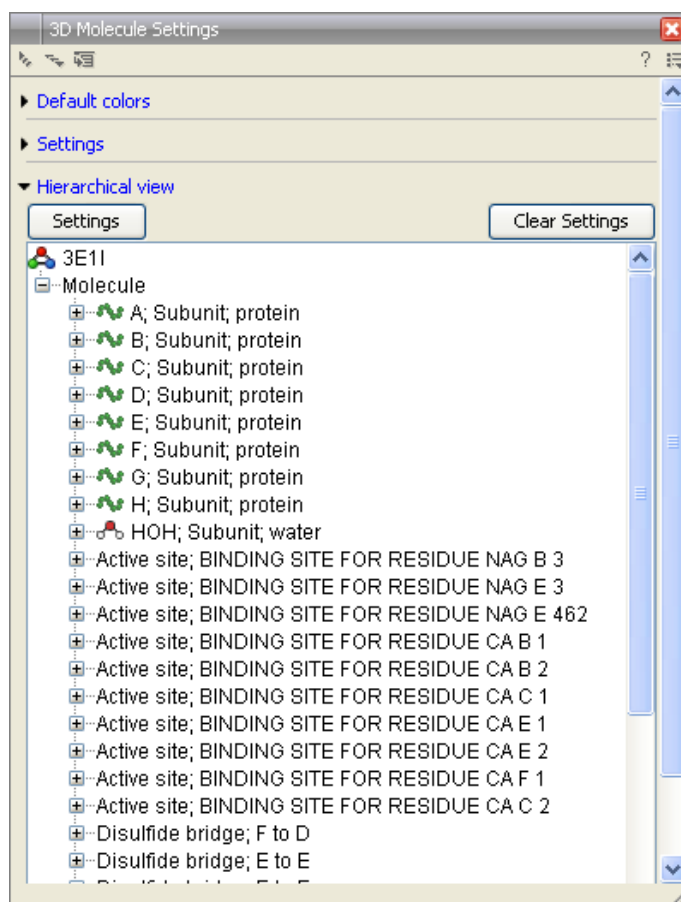 3D Molecule Settings
?
Default colors
Settings
Hierarchical view
Settings
Clear Settings
3E1I
Molecule
A; Subunit; protein
B; Subunit; protein
C; Subunit; protein
D; Subunit; protein
E; Subunit; protein
F; Subunit; protein
G; Subunit; protein
H; Subunit; protein
HOH; Subunit; water
Active site; BINDING SITE FOR RESIDUE NAG B 3
Active site; BINDING SITE FOR RESIDUE NAG E 3
Active site; BINDING SITE FOR RESIDUE NAG E 462
Active site; BINDING SITE FOR RESIDUE CA B 1
Active site; BINDING SITE FOR RESIDUE CA B 2
Active site; BINDING SITE FOR RESIDUE CA C 1
Active site; BINDING SITE FOR RESIDUE CA E 1
Active site; BINDING SITE FOR RESIDUE CA E 2
Active site; BINDING SITE FOR RESIDUE CA F 1
Active site; BINDING SITE FOR RESIDUE CA C 2
Disulfide bridge; F to D
Disulfide bridge; E to E